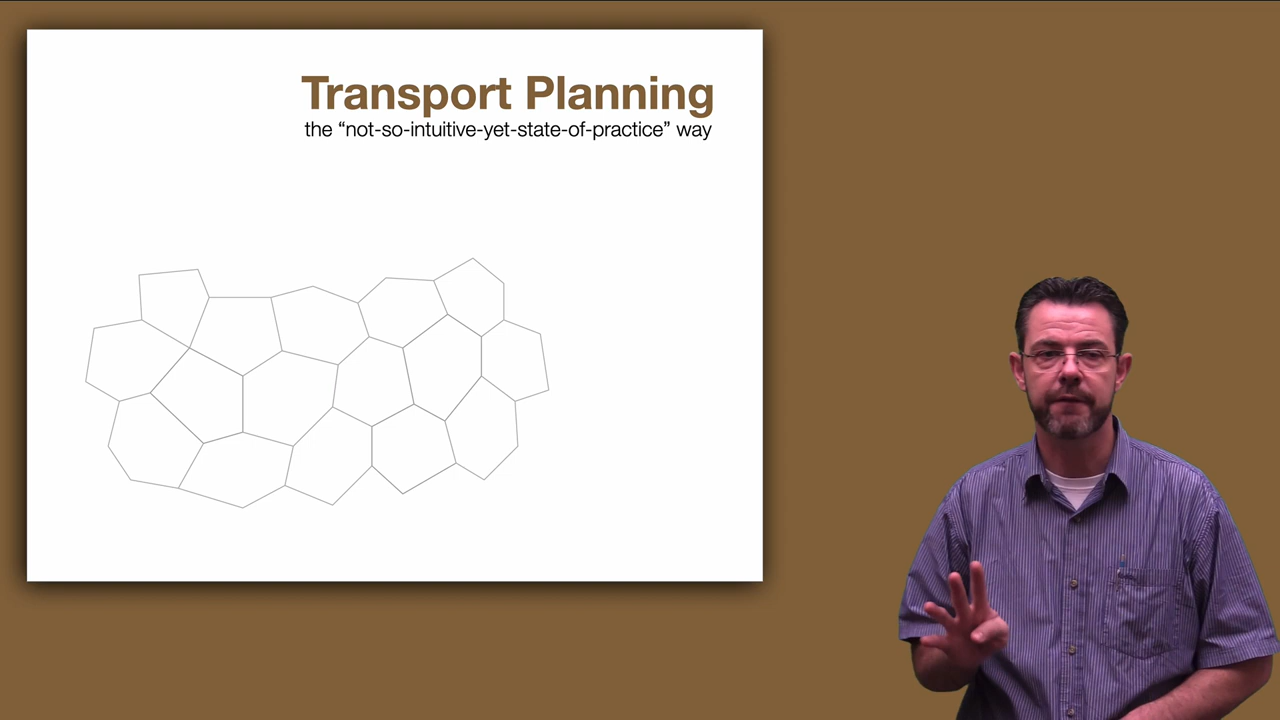 Transport Planning
the “not-so-intuitive-yet-state-of-practice” way